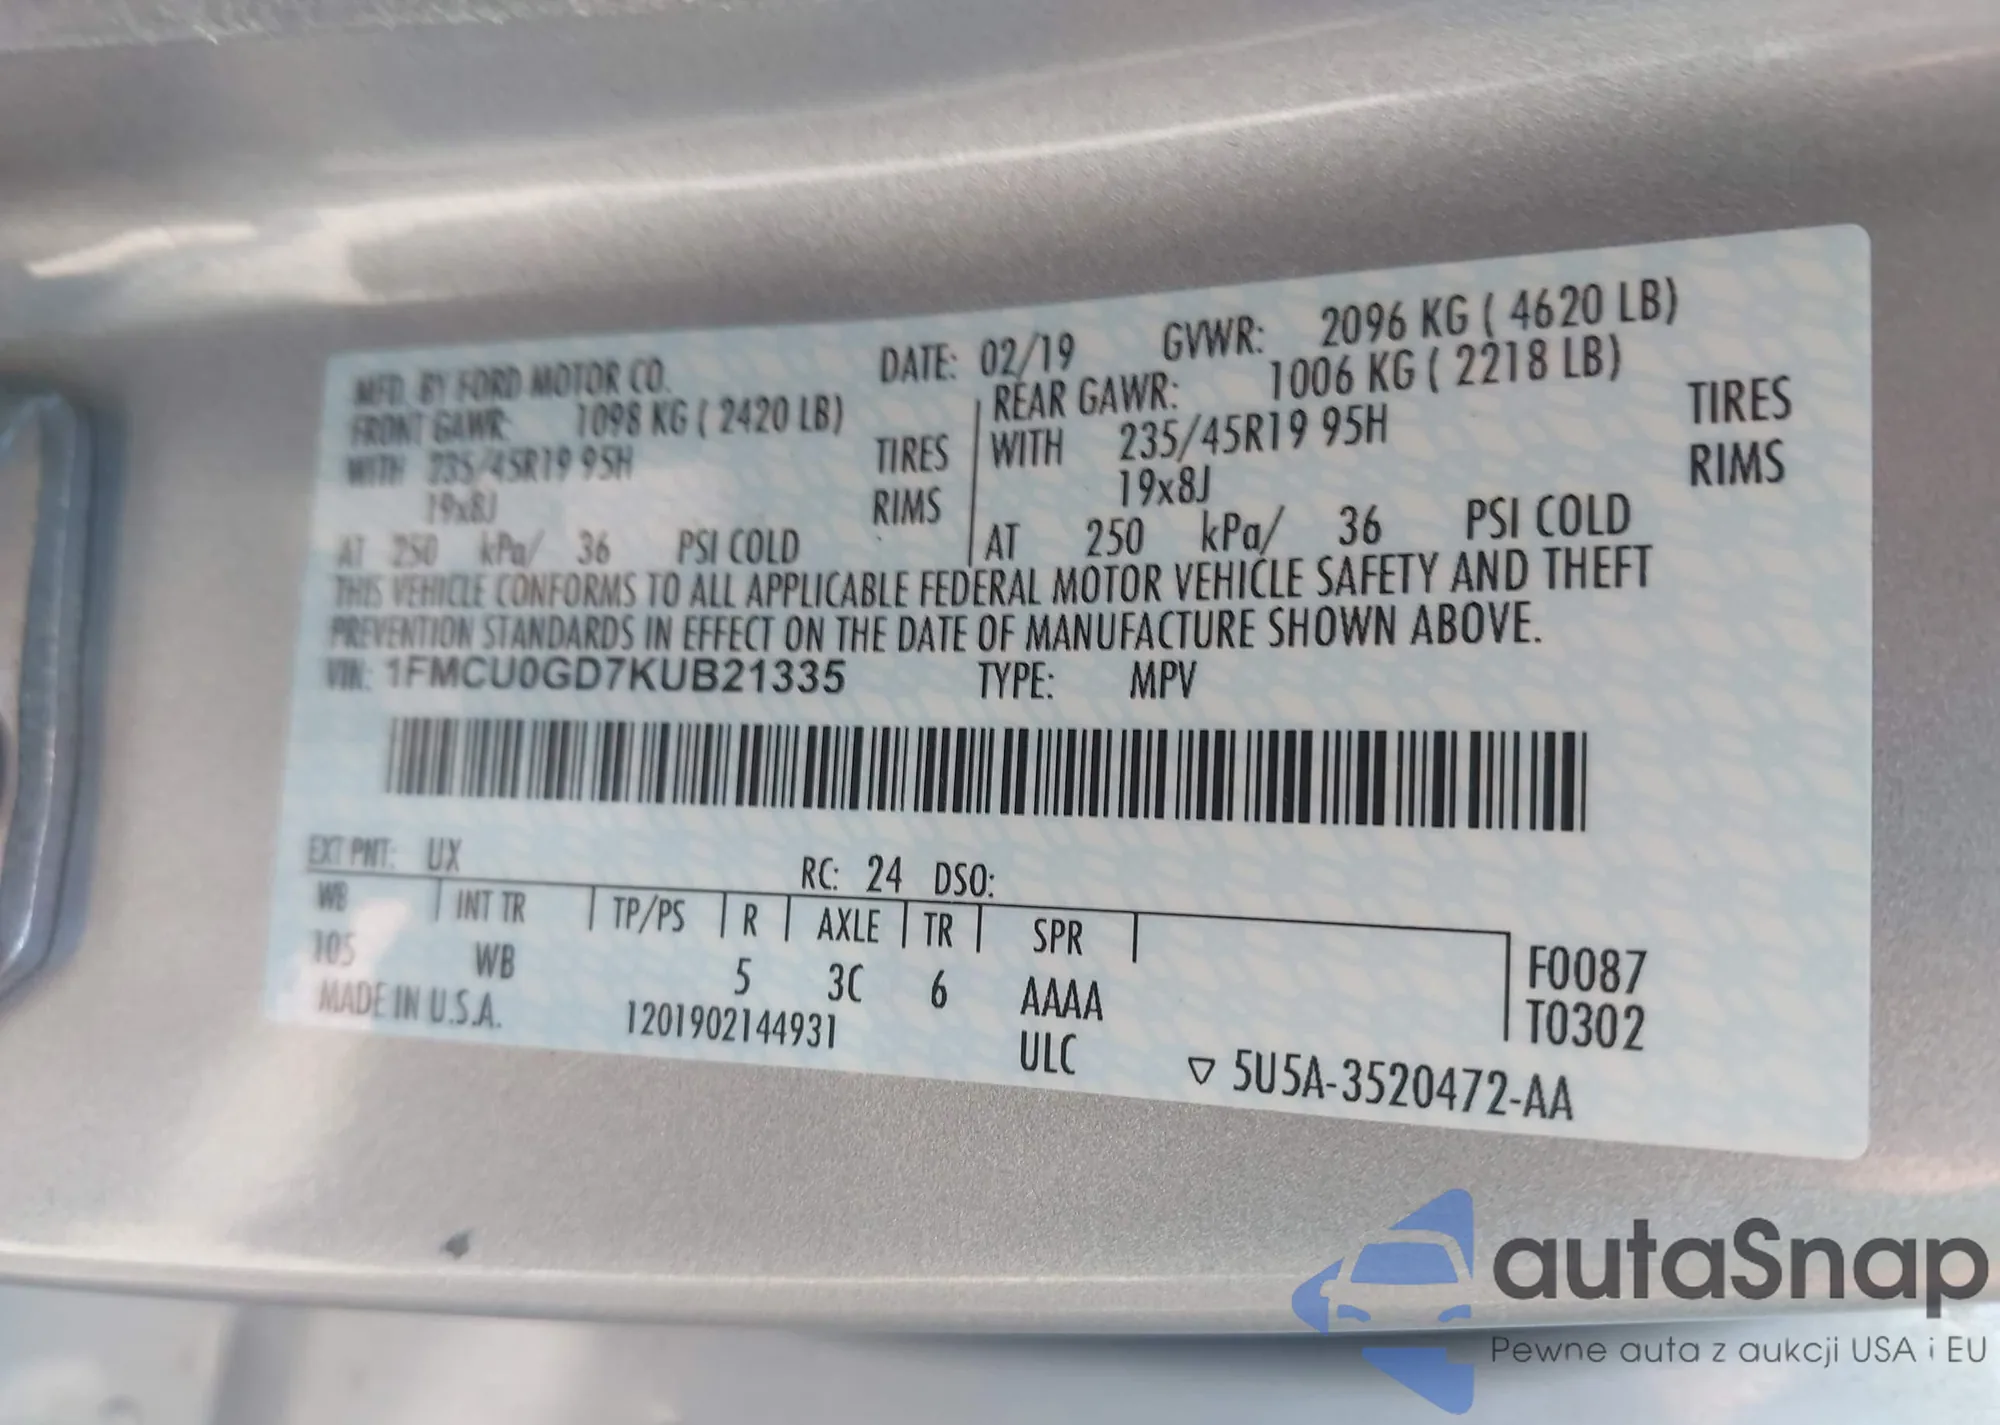 MFD. BY FORD MOTOR CO. DATE: 02/19 GVWR: 2096 KG ( 4620 LB)
FRONT GAWR: 1098 KG ( 2420 LB) REAR GAWR: 1006 KG ( 2218 LB)
WITH 235/45R19 95H TIRES WITH 235/45R19 95H TIRES
19x8J RIMS 19x8J RIMS
AT 250 kPa/ 36 PSI COLD AT 250 kPa/ 36 PSI COLD
THIS VEHICLE CONFORMS TO ALL APPLICABLE FEDERAL MOTOR VEHICLE SAFETY AND THEFT
PREVENTION STANDARDS IN EFFECT ON THE DATE OF MANUFACTURE SHOWN ABOVE.
VIN: 1FMCU0GD7KUB21335 TYPE: MPV
EXT PNT: UX RC: 24 DSO:
WB INT TR TP/PS R AXLE TR SPR
105 WB 5 3C 6 AAAA F0087
MADE IN U.S.A. 1201902144931 ULC T0302
▽ 5U5A-3520472-AA
autaSnap
Pewne auta z aukcji USA i EU